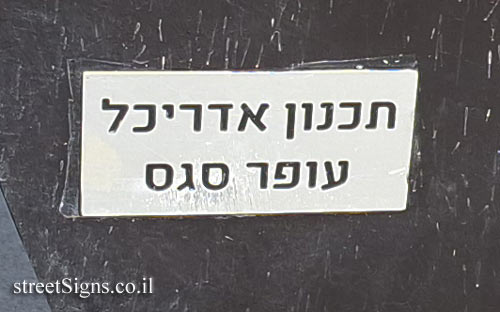 תכנון אדריכל
עופר סגס
streetSigns.co.il